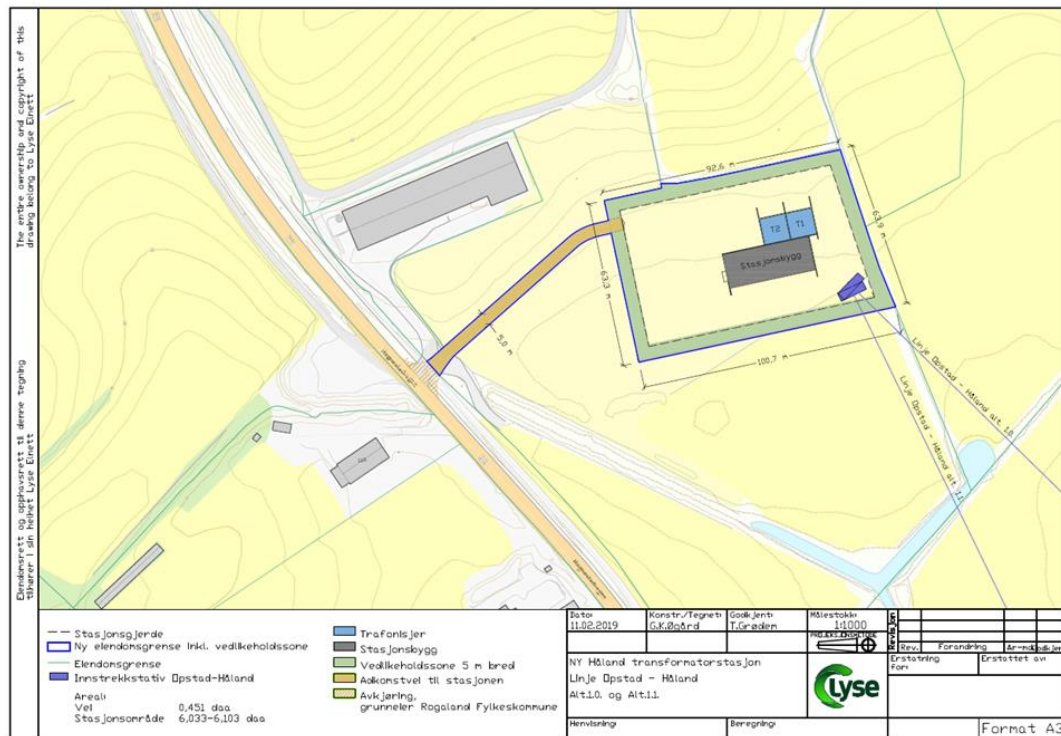 The entire ownership and copyright of this
drawing belong to Lyse Elnett
Eiendomsrett og opphavsrett til denne tegning
tilhører i sin helhet Lyse Elnett
92,6 m
63,9 m
63,3 m
100,7 m
5,0 m
T2
T1
Stasjonsbygg
Linje Opstad - Håland alt. 1.0.
Linje Opstad - Håland alt. 1.1.
Stasjonsgjerde
Ny eiendomsgrense inkl. vedlikeholdssone
Eiendomsgrense
Innstrekkstativ Opstad-Håland
Areal:
Vei 0,451 daa
Stasjonsområde 6,033-6,103 daa
Trafonisjer
Stasjonsbygg
Vedlikeholdssone 5 m bred
Adkomstvei til stasjonen
Avkjøring,
grunneier Rogaland Fylkeskommune
Dato:
11.02.2019
Konstr./Tegnet:
G.K.Øgård
Godkjent:
T.Grødem
Målestokk:
1:1000
NY Håland transformatorstasjon
Linje Opstad - Håland
Alt.1.0. og Alt.1.1.
Lyse
Henvisning:
Beregning:
Revisjon
Rev.
Forandring
Erstatning
for:
Erstattet av:
Format A3